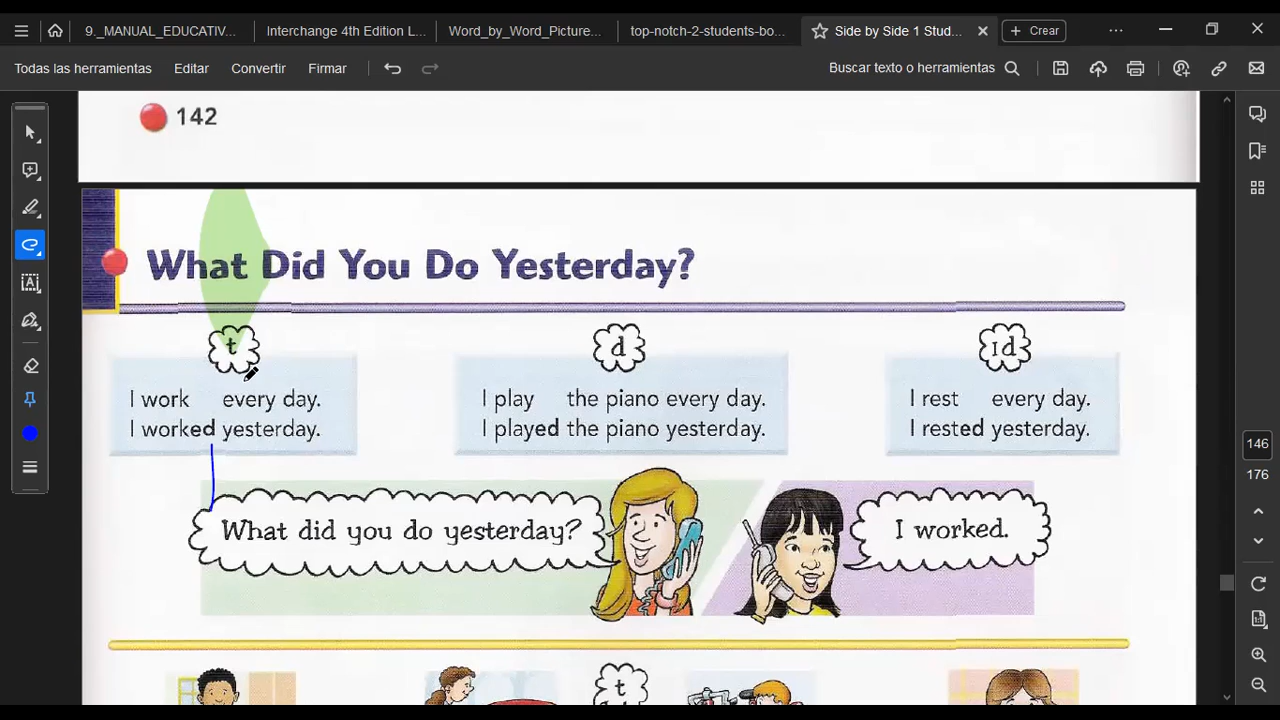 9._MANUAL_EDUCATIV... Interchange 4th Edition L... Word_by_Word_Picture... top-notch-2-students-bo... Side by Side 1 Stud... Crear
Todas las herramientas Editar Convertir Firmar Buscar texto o herramientas
142
What Did You Do Yesterday?
t d Id
I work every day. I play the piano every day. I rest every day.
I worked yesterday. I played the piano yesterday. I rested yesterday.
146
176
What did you do yesterday? I worked.
t